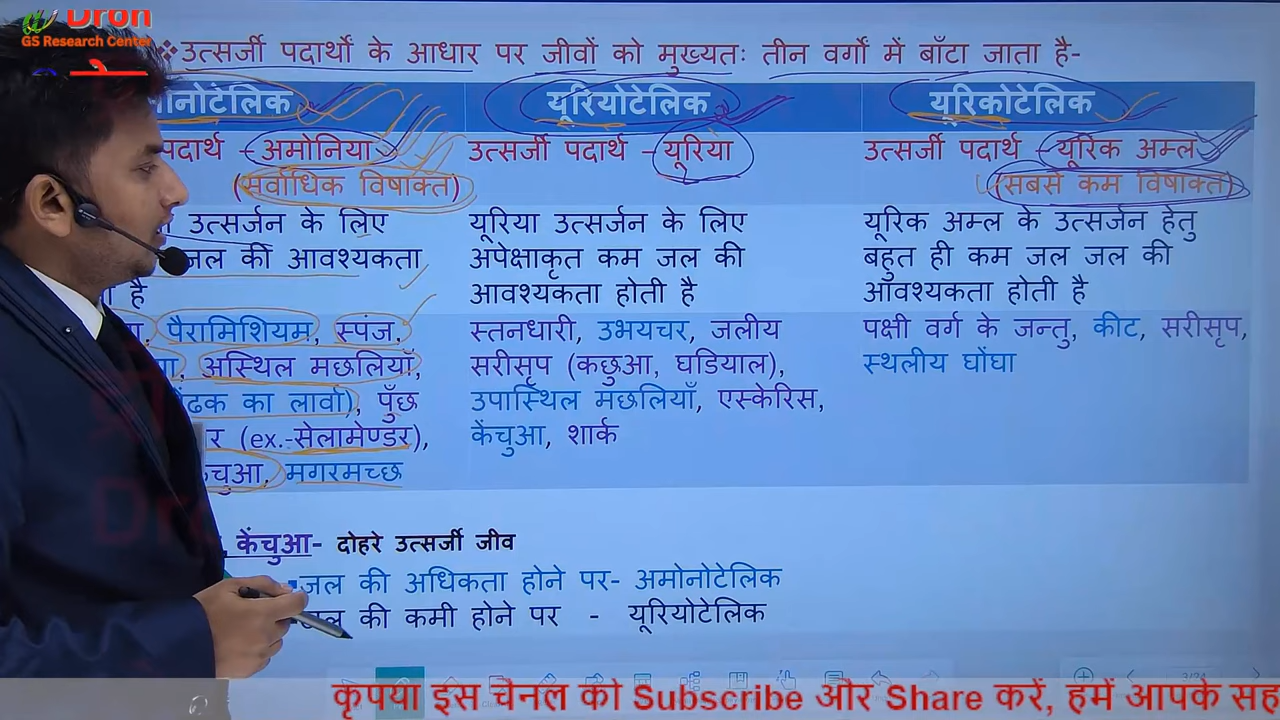 Dron
GS Research Center
❖उत्सर्जी पदार्थों के आधार पर जीवों को मुख्यतः तीन वर्गों में बाँटा जाता है-
मोनोटेलिक
यूरियोटेलिक
यूरिकोटेलिक
पदार्थ – अमोनिया
(सर्वाधिक विषाक्त)
उत्सर्जी पदार्थ – यूरिया
उत्सर्जी पदार्थ – यूरिक अम्ल
(सबसे कम विषाक्त)
उत्सर्जन के लिए
जल की आवश्यकता
है
यूरिया उत्सर्जन के लिए
अपेक्षाकृत कम जल की
आवश्यकता होती है
यूरिक अम्ल के उत्सर्जन हेतु
बहुत ही कम जल जल की
आवश्यकता होती है
पैरामिशियम, स्पंज,
अस्थिल मछलियाँ,
का लार्वा), पुँछ
र (ex.-सेलामेण्डर),
केंचुआ, मगरमच्छ
स्तनधारी, उभयचर, जलीय
सरीसृप (कछुआ, घडियाल),
उपास्थिल मछलियाँ, एस्केरिस,
केंचुआ, शार्क
पक्षी वर्ग के जन्तु, कीट, सरीसृप,
स्थलीय घोंघा
केंचुआ- दोहरे उत्सर्जी जीव
जल की अधिकता होने पर- अमोनोटेलिक
जल की कमी होने पर - यूरियोटेलिक
कृपया इस चैनल को Subscribe और Share करें, हमें आपके सह